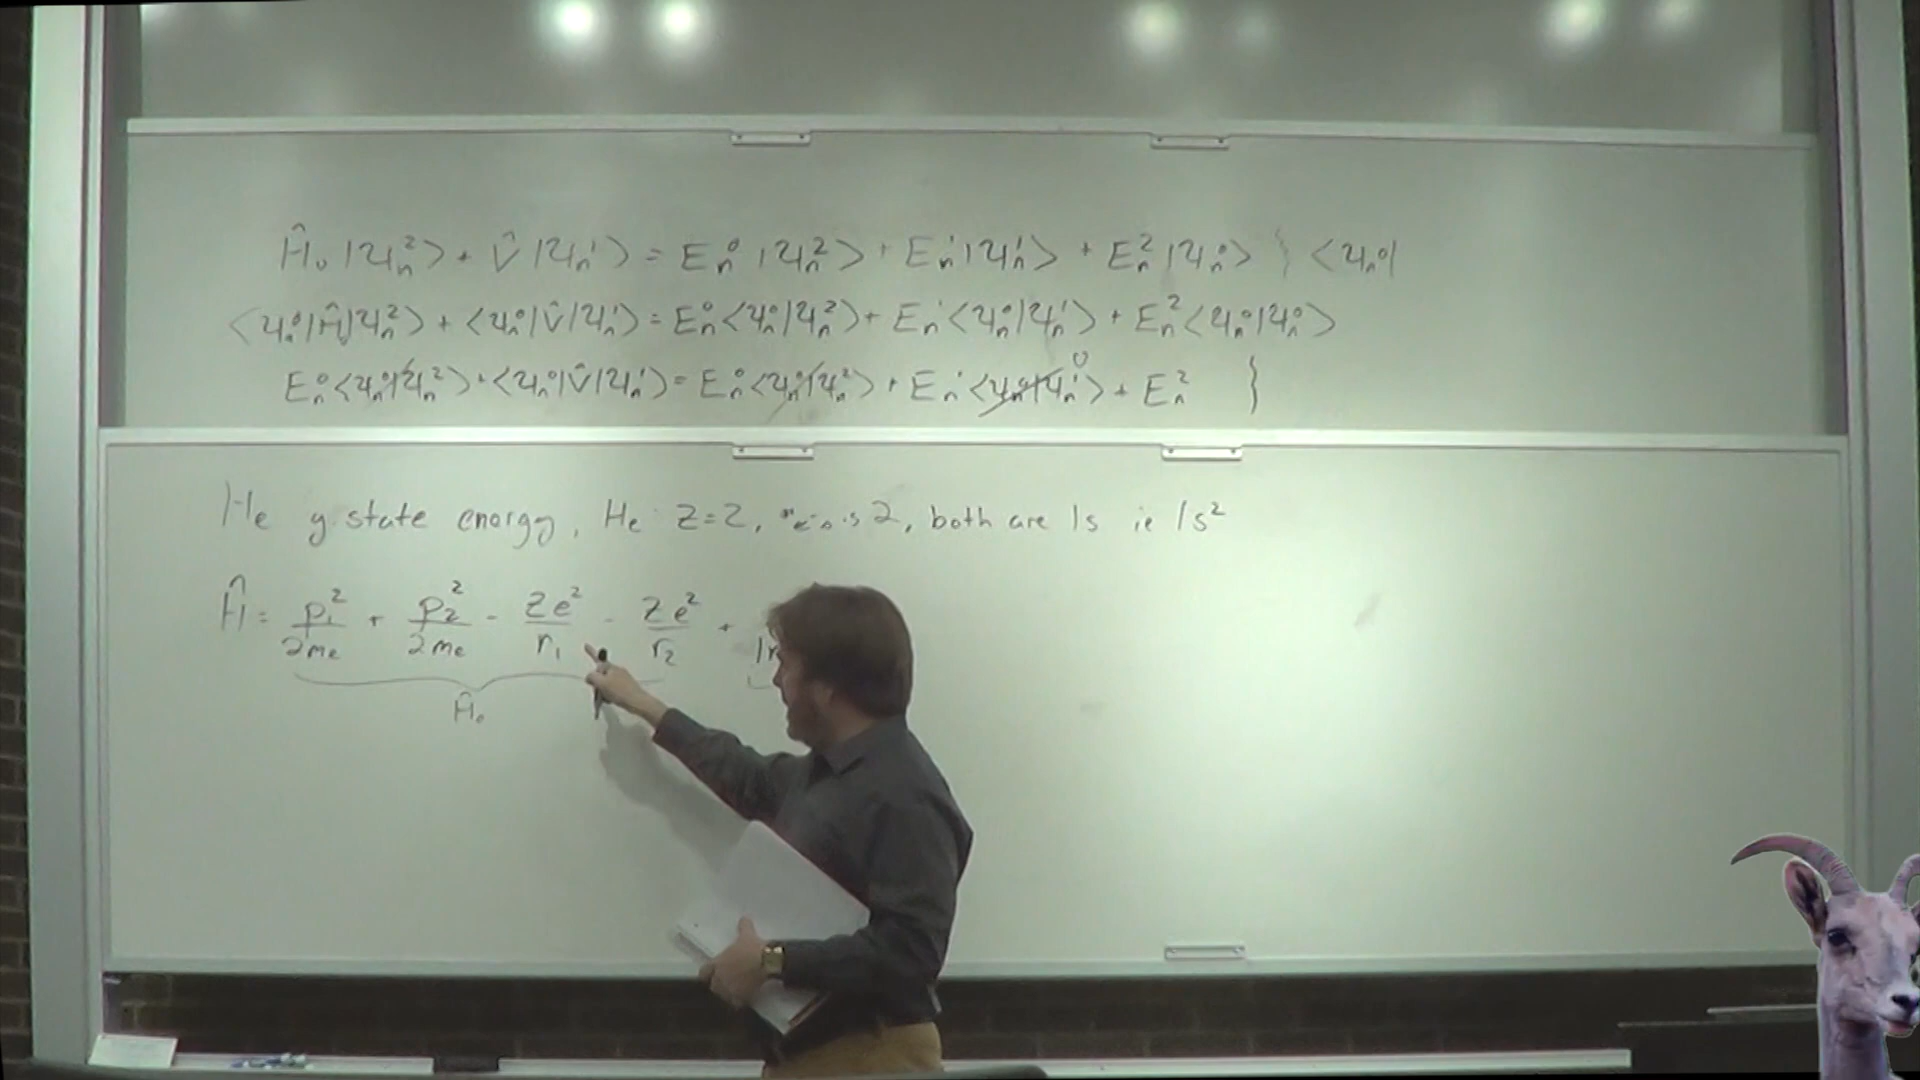 Ĥ₀|Ψₙ²⟩ + V̂|Ψₙ¹⟩ = Eₙ⁰|Ψₙ²⟩ + Eₙ¹|Ψₙ¹⟩ + Eₙ²|Ψₙ⁰⟩ } ⟨Ψₙ⁰|
⟨Ψₙ⁰|Ĥ₀|Ψₙ²⟩ + ⟨Ψₙ⁰|V̂|Ψₙ¹⟩ = Eₙ⁰⟨Ψₙ⁰|Ψₙ²⟩ + Eₙ¹⟨Ψₙ⁰|Ψₙ¹⟩ + Eₙ²⟨Ψₙ⁰|Ψₙ⁰⟩
Eₙ⁰⟨Ψₙ⁰|Ψₙ²⟩ + ⟨Ψₙ⁰|V̂|Ψₙ¹⟩ = Eₙ⁰⟨Ψₙ⁰|Ψₙ²⟩ + Eₙ¹⟨Ψₙ⁰|Ψₙ¹⟩ 0 + Eₙ² }
He g state energy, He Z=2, is 2, both are 1s ie 1s²
Ĥ = p₁²/2mₑ + p₂²/2mₑ - Ze²/r₁ - Ze²/r₂ +
Ĥ₀